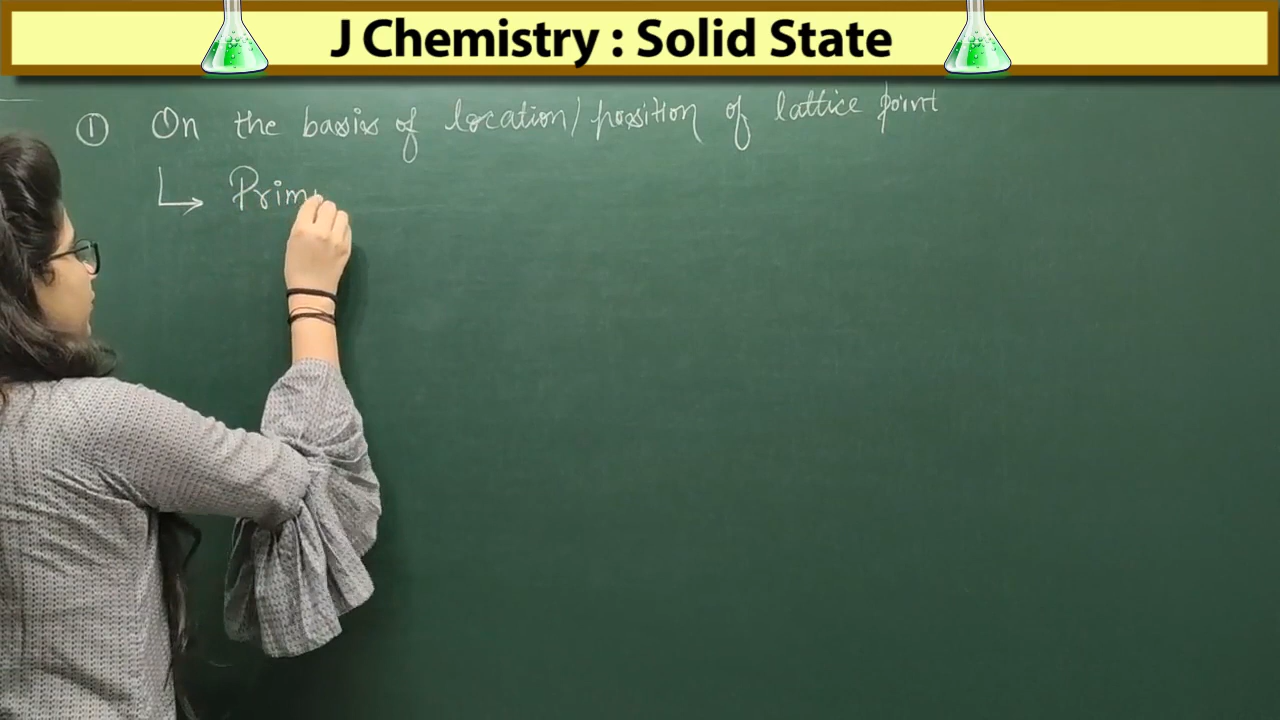 J Chemistry : Solid State
① On the basis of location/position of lattice point
↳ Prim